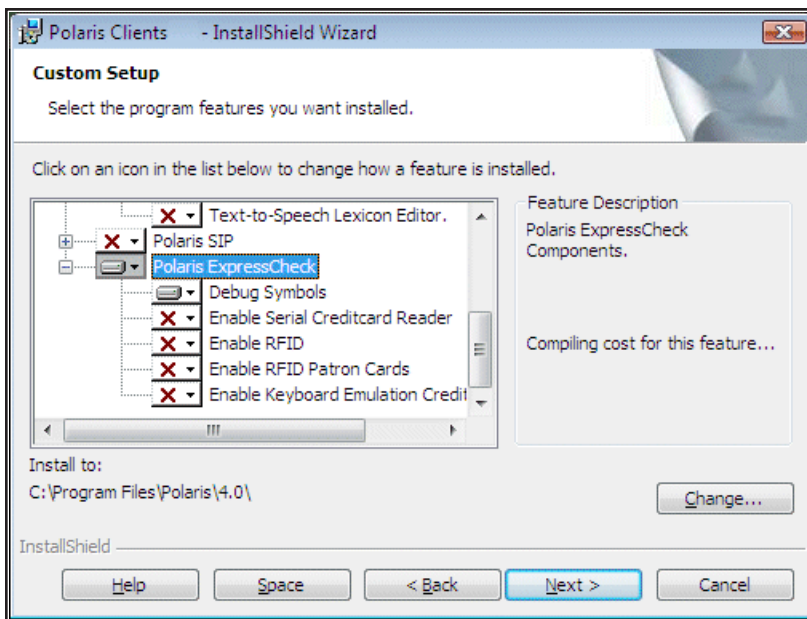 Polaris Clients - InstallShield Wizard
Custom Setup
Select the program features you want installed.
Click on an icon in the list below to change how a feature is installed.
Text-to-Speech Lexicon Editor.
Polaris SIP
Polaris ExpressCheck
Debug Symbols
Enable Serial Creditcard Reader
Enable RFID
Enable RFID Patron Cards
Enable Keyboard Emulation Credit
Feature Description
Polaris ExpressCheck
Components.
Compiling cost for this feature...
Install to:
C:\Program Files\Polaris\4.0\
Change...
InstallShield
Help
Space
< Back
Next >
Cancel